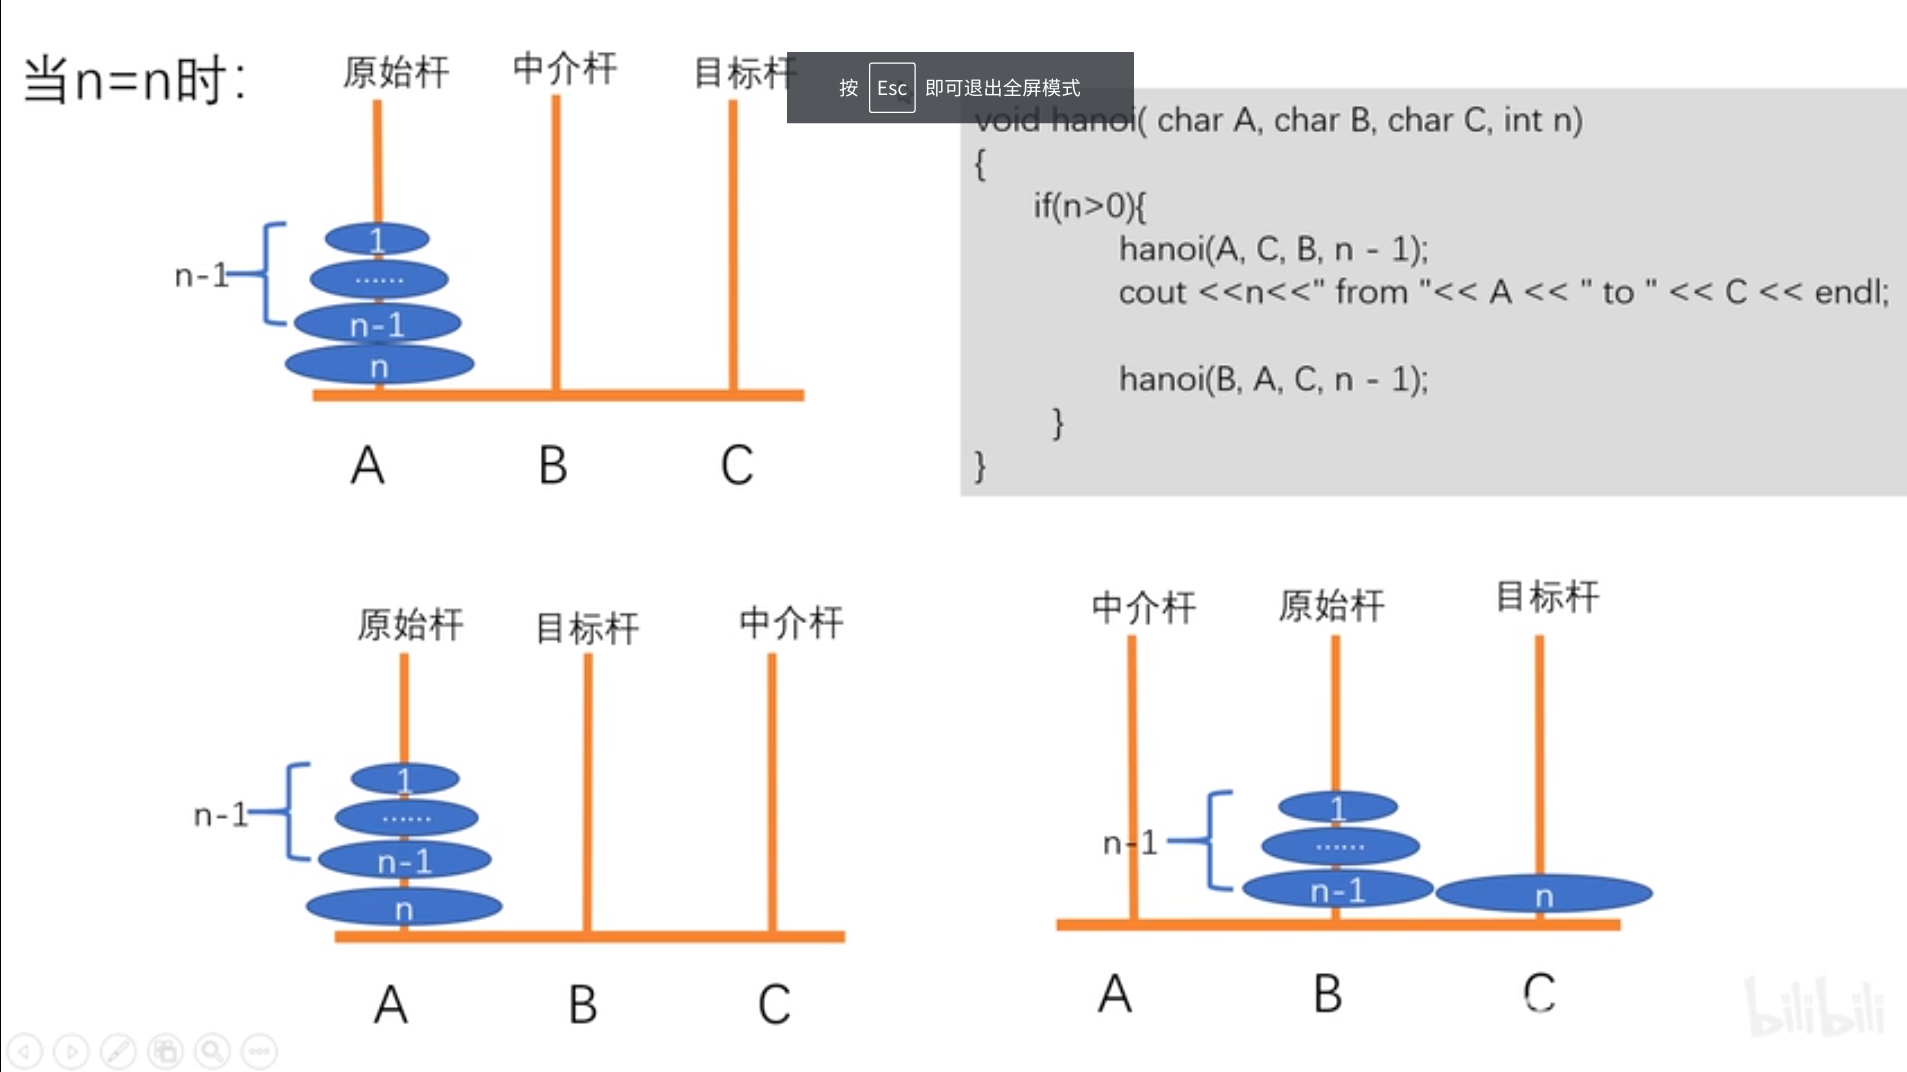 当n=n时：
原始杆 中介杆 目标杆
按 Esc 即可退出全屏模式
1
……
n-1
n-1
n
A B C
void hanoi( char A, char B, char C, int n)
{
if(n>0){
hanoi(A, C, B, n - 1);
cout <<n<<" from "<< A << " to " << C << endl;
hanoi(B, A, C, n - 1);
}
}
原始杆 目标杆 中介杆
1
……
n-1
n-1
n
A B C
中介杆 原始杆 目标杆
1
……
n-1
n-1 n
A B C
bilibili